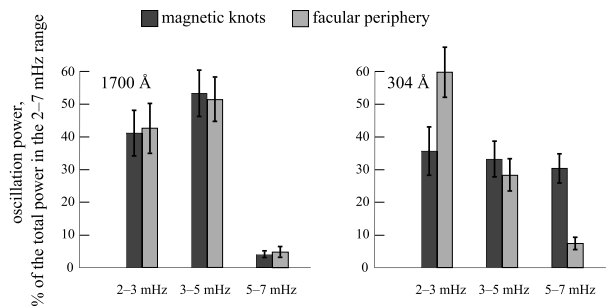 magnetic knots facular periphery
oscillation power,
% of the total power in the 2–7 mHz range
1700 Å
60
50
40
30
20
10
0
2–3 mHz 3–5 mHz 5–7 mHz
304 Å
60
50
40
30
20
10
0
2–3 mHz 3–5 mHz 5–7 mHz